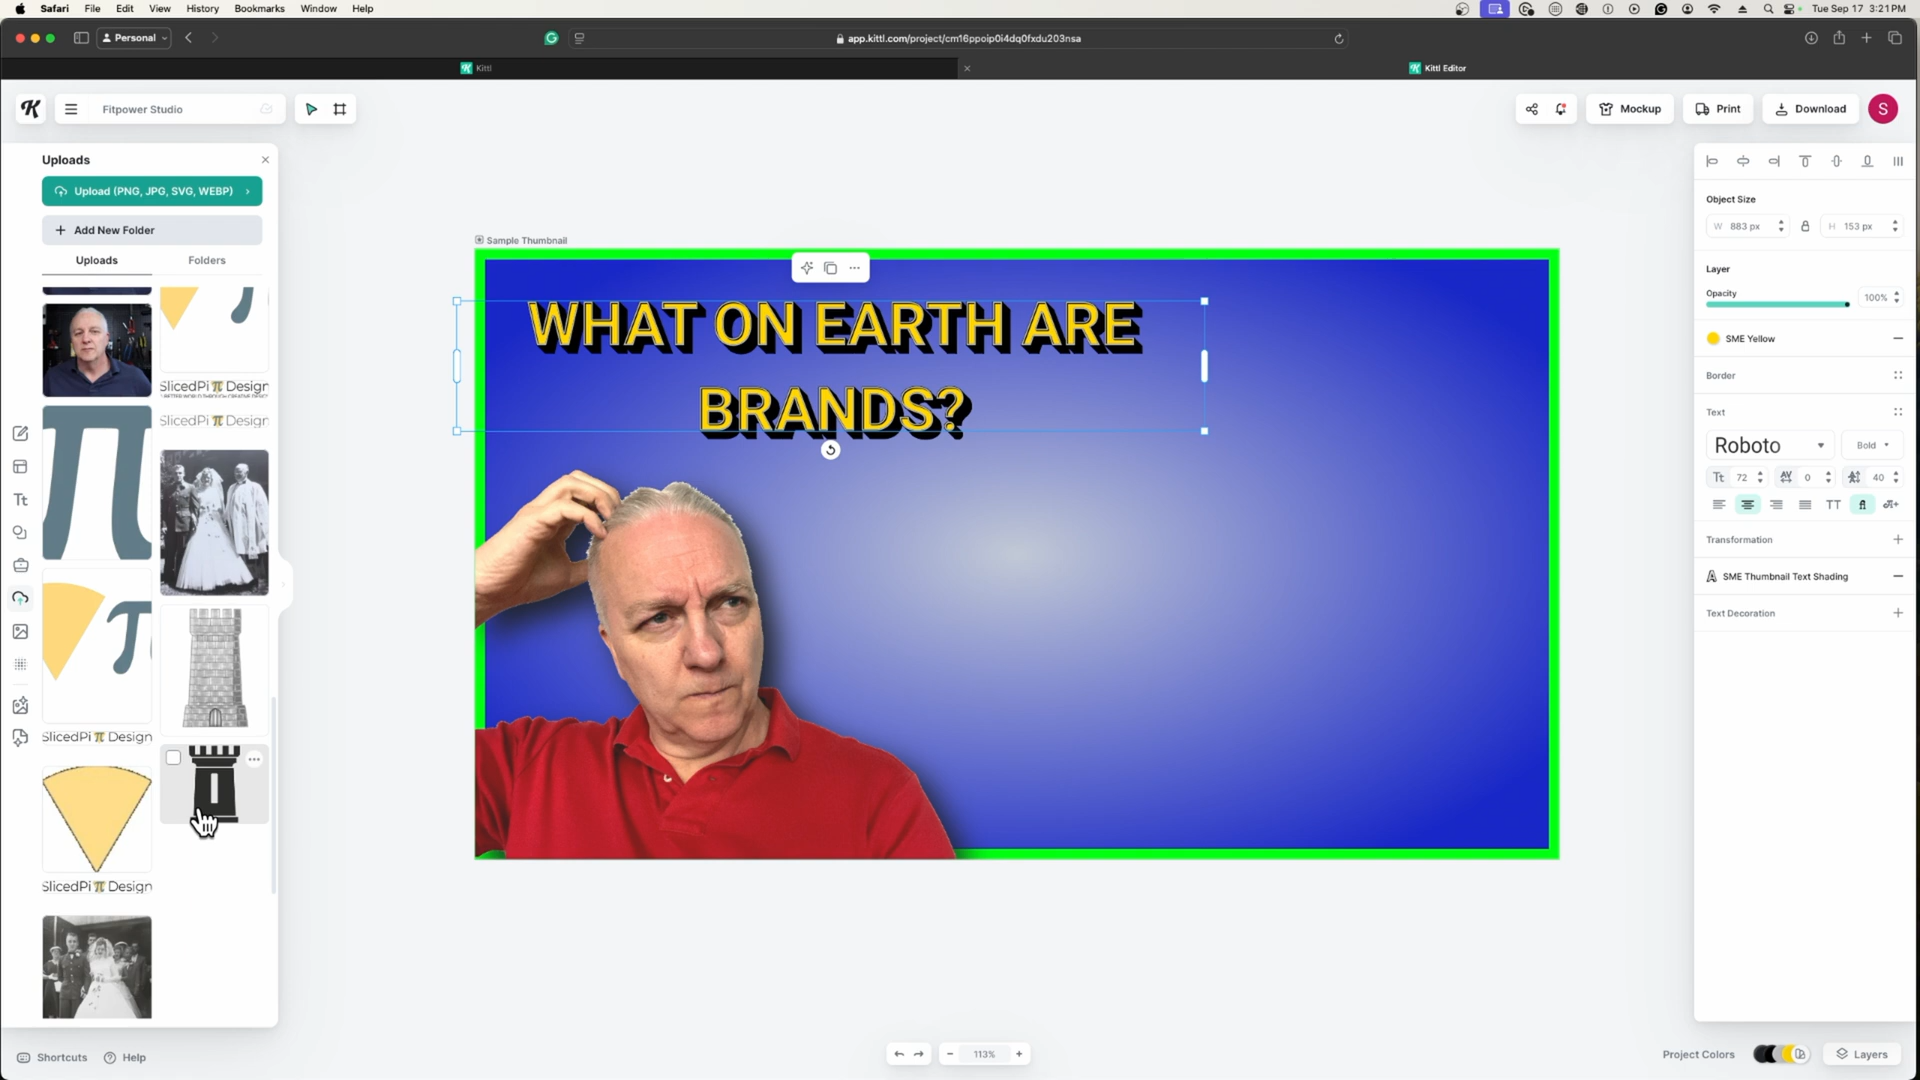 Safari File Edit View History Bookmarks Window Help
Tue Sep 17 3:21 PM
Personal
app.kittl.com/project/cm16ppoip0i4dq0fxdu203nsa
Kittl
Kittl Editor
Fitpower Studio
Mockup
Print
Download
S
Uploads
Upload (PNG, JPG, SVG, WEBP)
Add New Folder
Uploads
Folders
SlicedPi π Design
SlicedPi π Design
SlicedPi π Design
SlicedPi π Design
Sample Thumbnail
WHAT ON EARTH ARE
BRANDS?
Object Size
W 883 px
H 153 px
Layer
Opacity
100%
SME Yellow
Border
Text
Roboto
Bold
Tt 72
AV 0
40
TT
Transformation
SME Thumbnail Text Shading
Text Decoration
Shortcuts
Help
113%
Project Colors
Layers